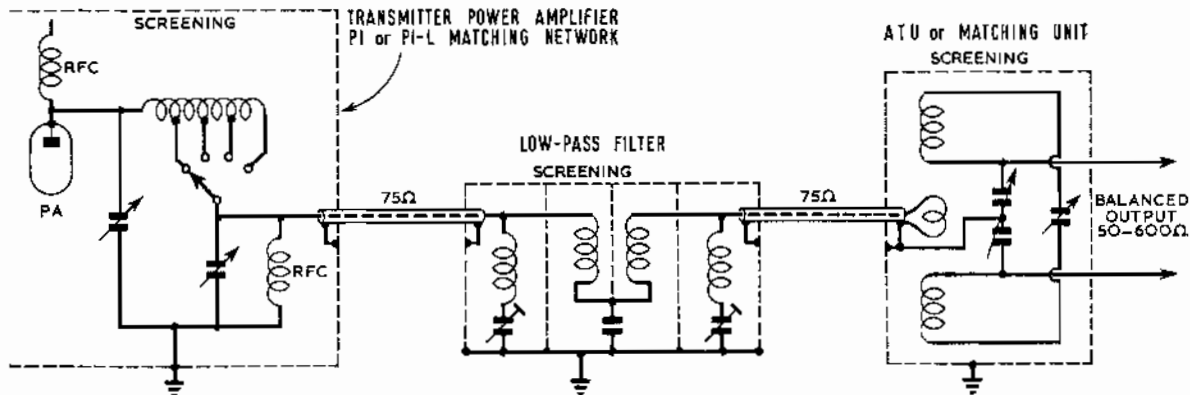 SCREENING
TRANSMITTER POWER AMPLIFIER
PI or PI-L MATCHING NETWORK
RFC
PA
RFC
75Ω
LOW-PASS FILTER
SCREENING
75Ω
ATU or MATCHING UNIT
SCREENING
BALANCED
OUTPUT
50-600Ω